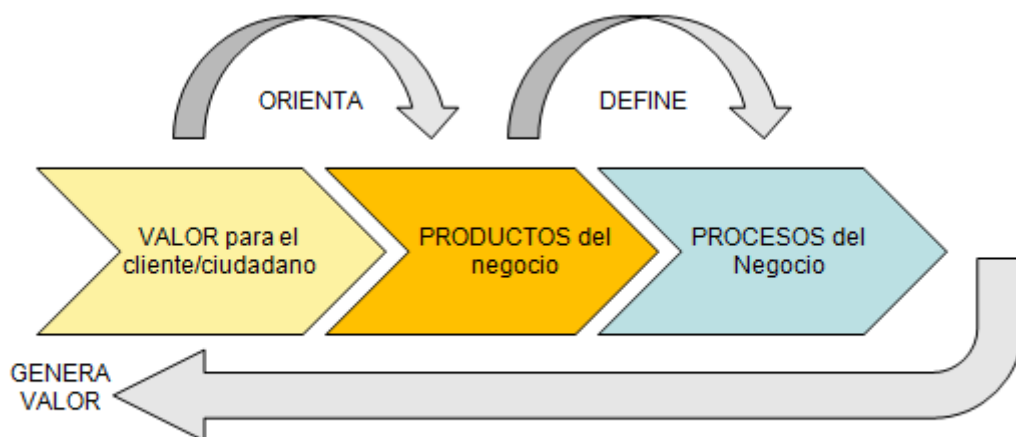 ORIENTA
DEFINE
VALOR para el
cliente/ciudadano
PRODUCTOS del
negocio
PROCESOS del
Negocio
GENERA
VALOR